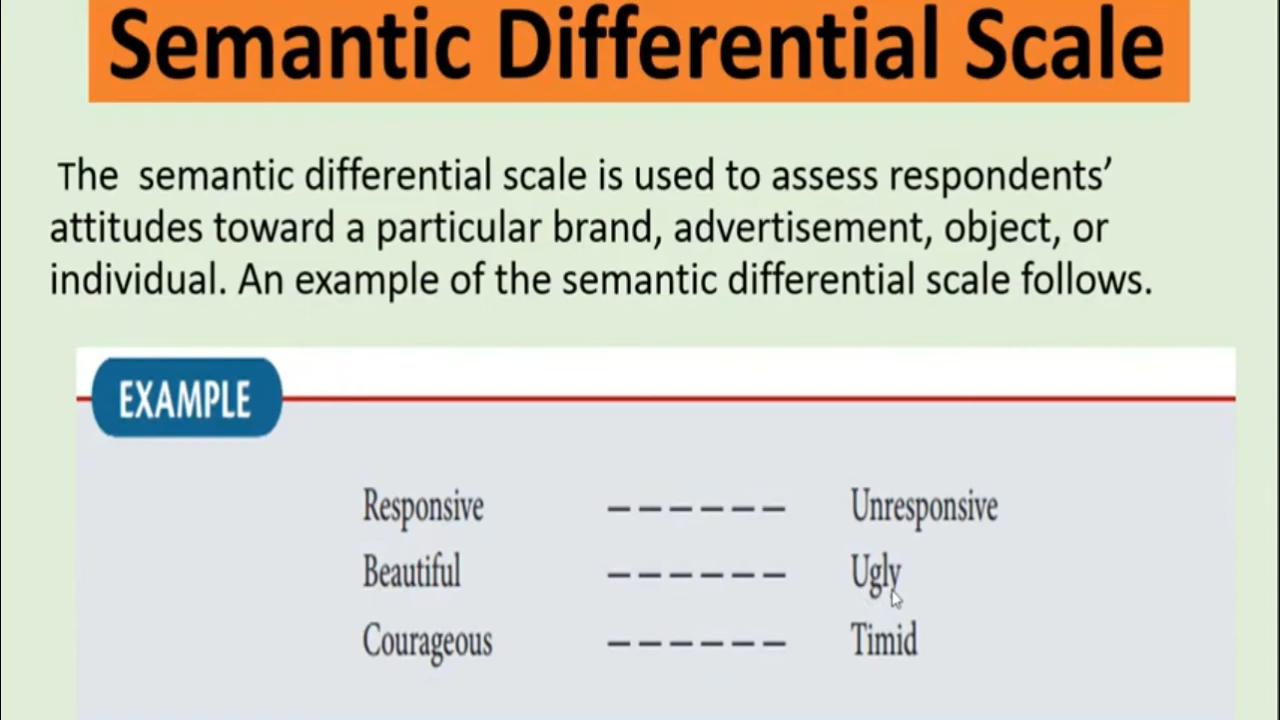 Semantic Differential Scale
The semantic differential scale is used to assess respondents’
attitudes toward a particular brand, advertisement, object, or
individual. An example of the semantic differential scale follows.
EXAMPLE
Responsive – – – – – – Unresponsive
Beautiful – – – – – – Ugly
Courageous – – – – – – Timid